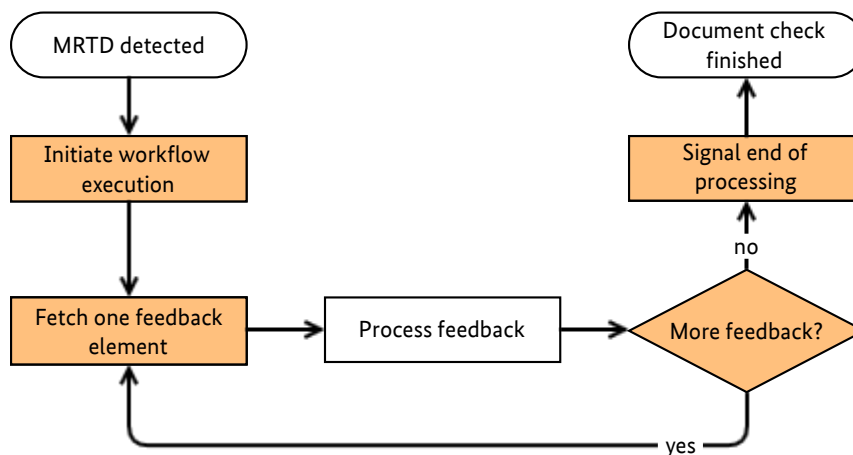 MRTD detected
Initiate workflow
execution
Fetch one feedback
element
Process feedback
More feedback?
yes
no
Signal end of
processing
Document check
finished